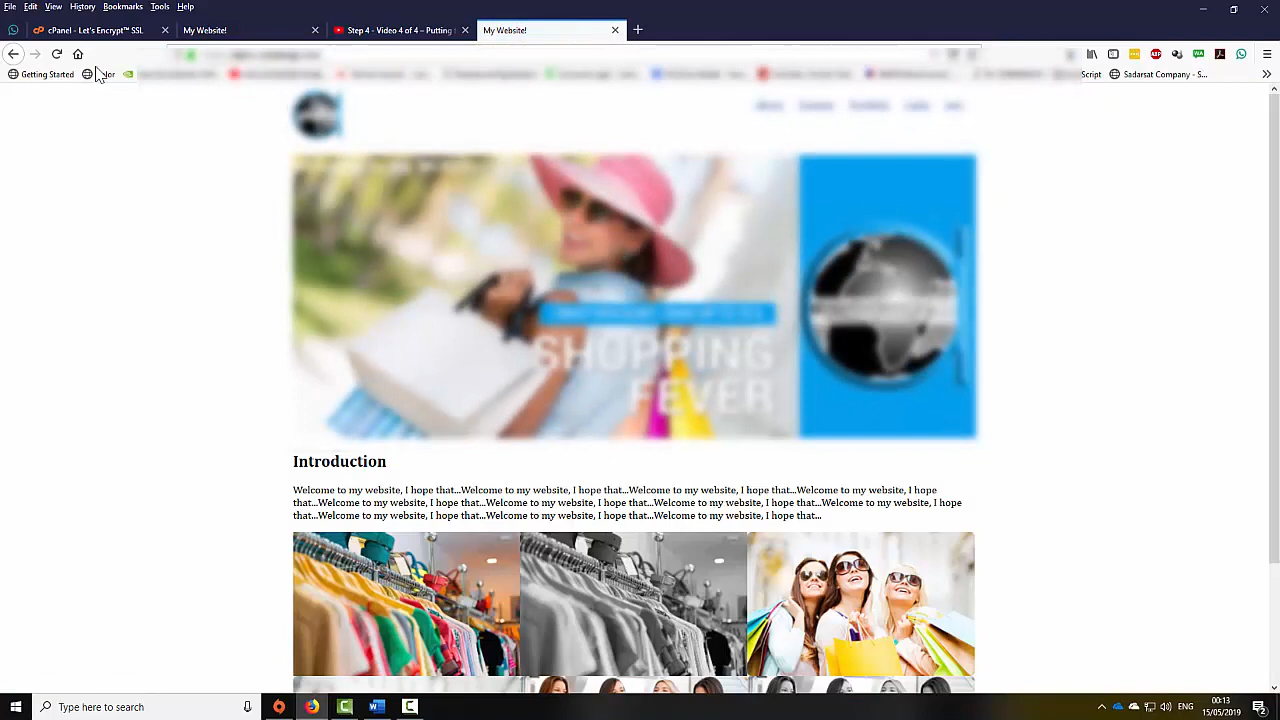 File Edit View History Bookmarks Tools Help
cPanel - Let's Encrypt™ SSL My Website! Step 4 - Video 4 of 4 – Putting My Website!
Getting Started Script Sadarsat Company – S...
SHOPPING
FEVER
Introduction
Welcome to my website, I hope that...Welcome to my website, I hope that...Welcome to my website, I hope that...Welcome to my website, I hope
that...Welcome to my website, I hope that...Welcome to my website, I hope that...Welcome to my website, I hope that...Welcome to my website, I hope
that...Welcome to my website, I hope that...Welcome to my website, I hope that...Welcome to my website, I hope that...
Type here to search
ENG
00:13
15/05/2019